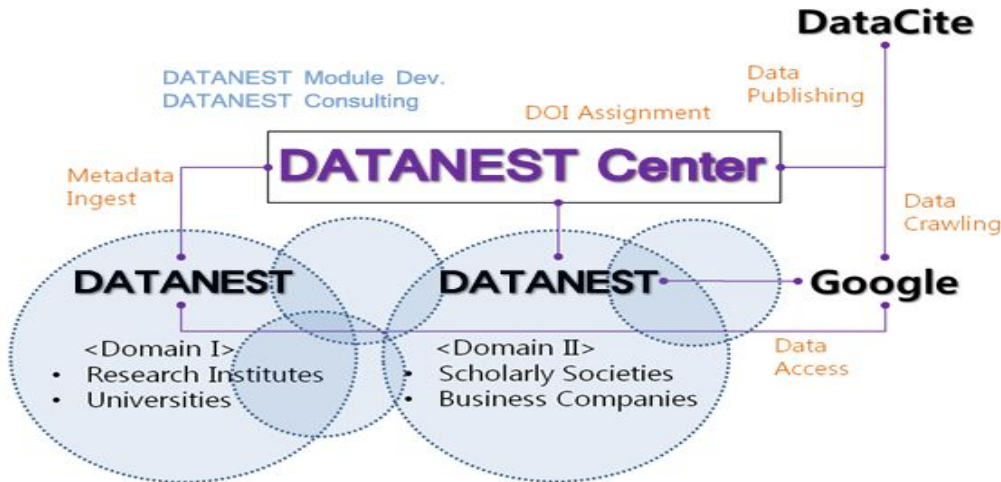 DataCite
DATANEST Module Dev.
DATANEST Consulting
Data
Publishing
DOI Assignment
DATANEST Center
Metadata
Ingest
Data
Crawling
DATANEST
DATANEST
Google
<Domain I>
• Research Institutes
• Universities
<Domain II>
• Scholarly Societies
• Business Companies
Data
Access